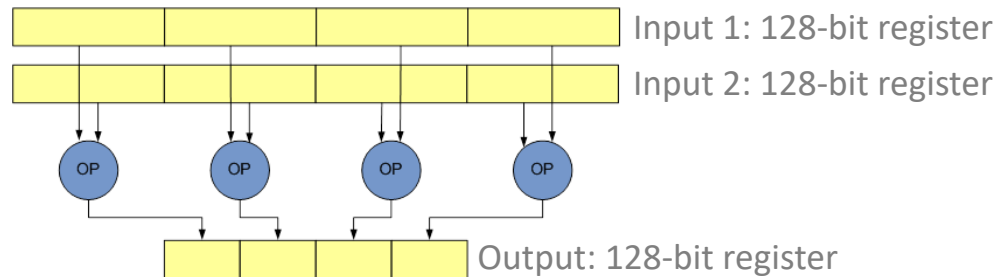 Input 1: 128-bit register
Input 2: 128-bit register
OP OP OP OP
Output: 128-bit register